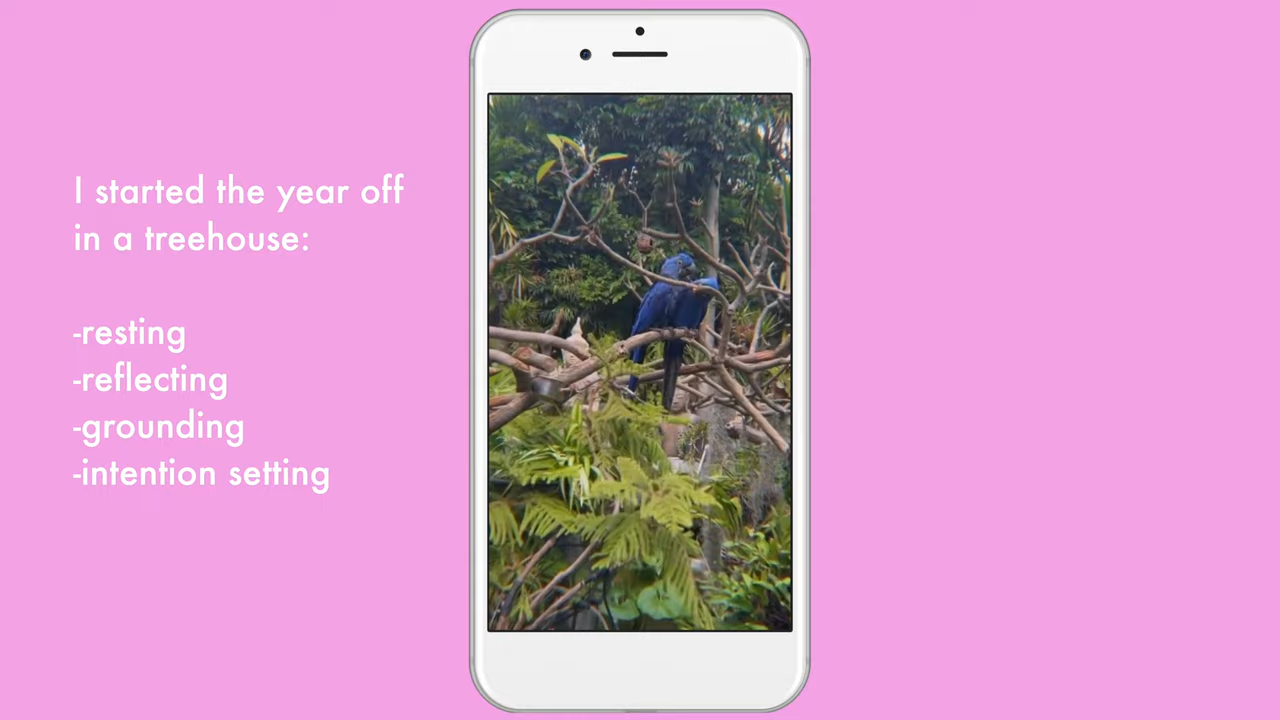 I started the year off
in a treehouse:
-resting
-reflecting
-grounding
-intention setting